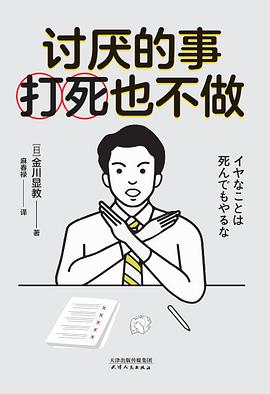 讨厌的事
打死也不做
イヤなことは
死んでもやるな
[日]金川显教——著
麻春禄——译
天津出版传媒集团
天津人民出版社